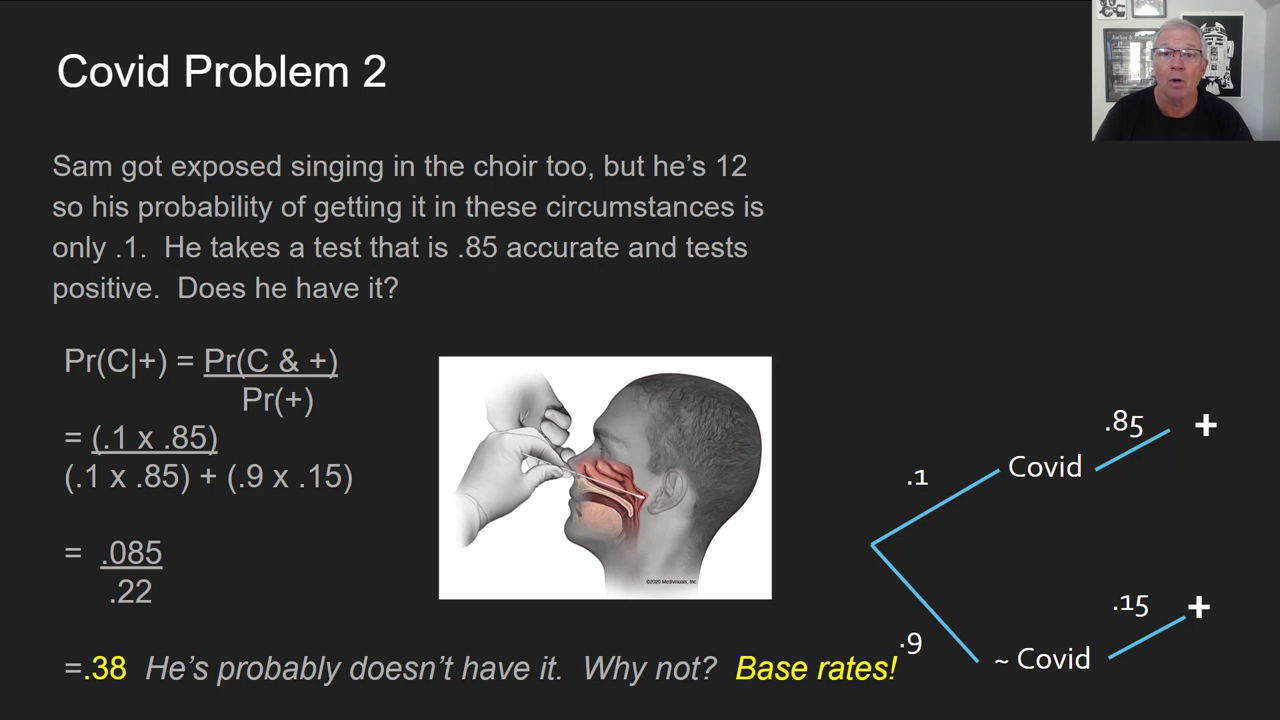 Covid Problem 2
Sam got exposed singing in the choir too, but he's 12
so his probability of getting it in these circumstances is
only .1.  He takes a test that is .85 accurate and tests
positive.  Does he have it?
Pr(C|+) = Pr(C & +)
Pr(+)
= (.1 x .85)
(.1 x .85) + (.9 x .15)
= .085
.22
=.38  He's probably doesn't have it.  Why not?  Base rates!
©2020 Medivisuals, Inc.
.85
+
.1
Covid
.15
+
.9
~ Covid